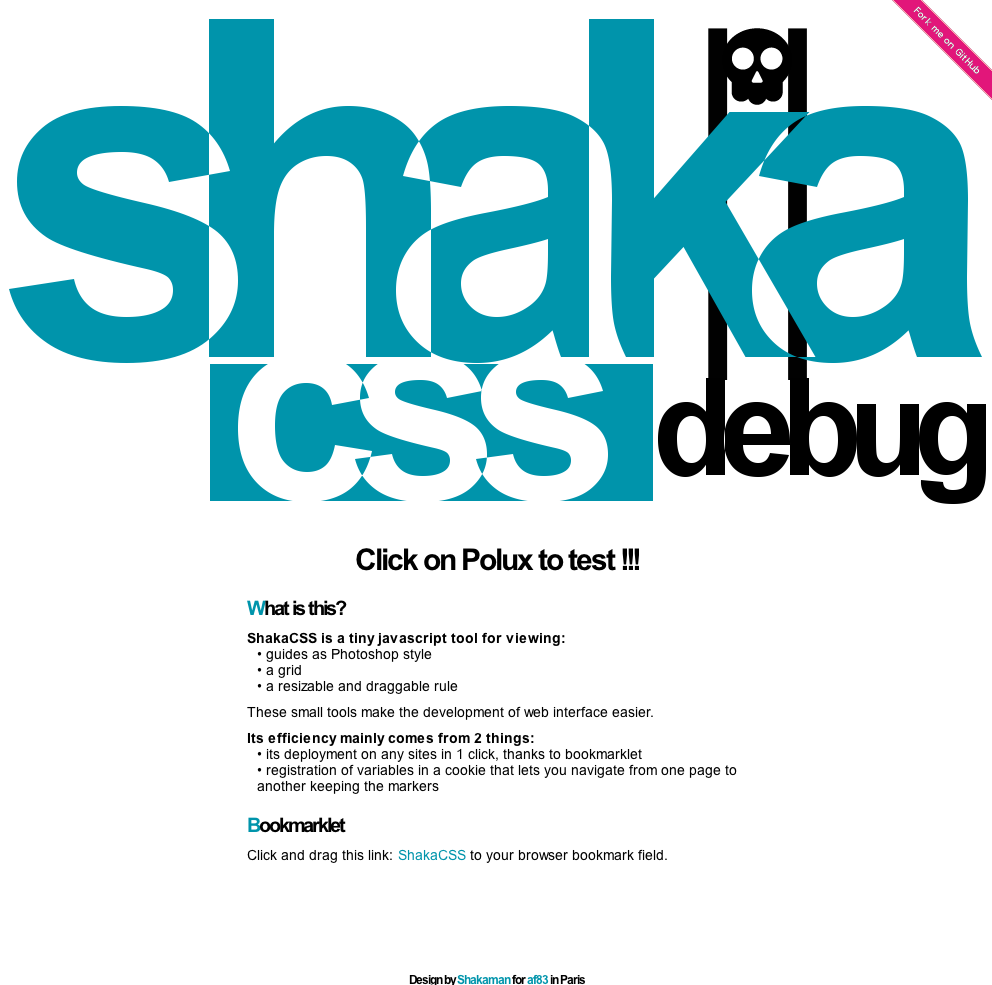 Fork me on GitHub
shaka
css debug
Click on Polux to test !!!
What is this?
ShakaCSS is a tiny javascript tool for viewing:
• guides as Photoshop style
• a grid
• a resizable and draggable rule
These small tools make the development of web interface easier.
Its efficiency mainly comes from 2 things:
• its deployment on any sites in 1 click, thanks to bookmarklet
• registration of variables in a cookie that lets you navigate from one page to
another keeping the markers
Bookmarklet
Click and drag this link: ShakaCSS to your browser bookmark field.
Design by Shakaman for af83 in Paris